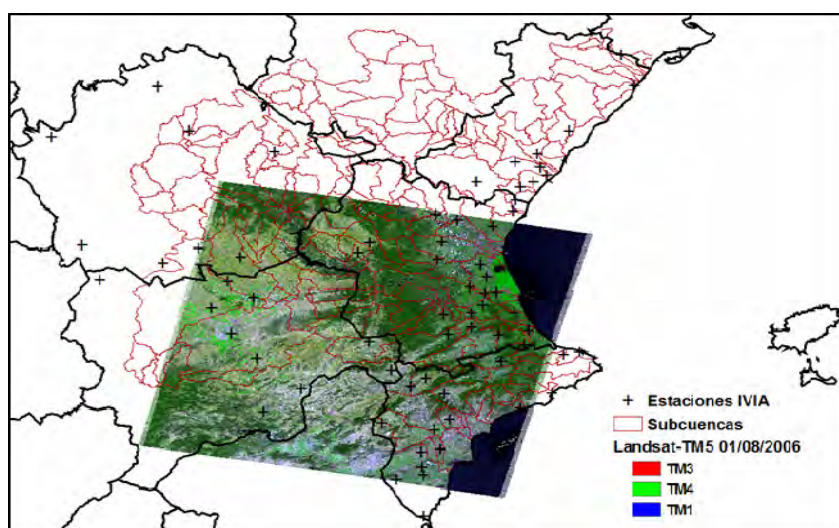 Estaciones IVIA
Subcuencas
Landsat-TM5 01/08/2006
TM3
TM4
TM1